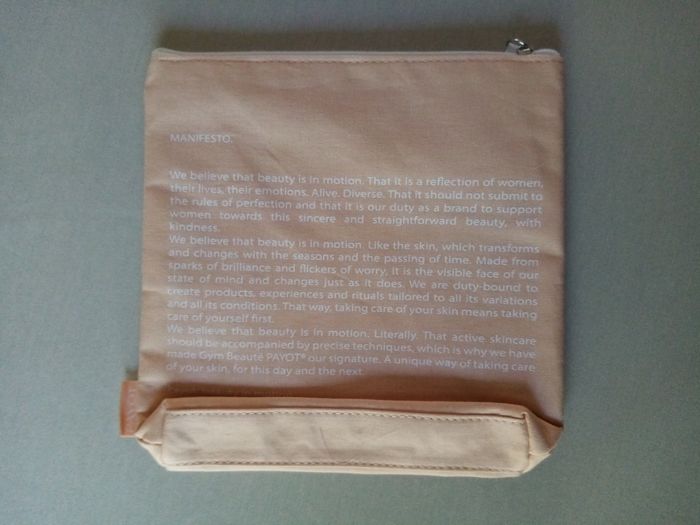 MANIFESTO.
We believe that beauty is in motion. That it is a reflection of women,
their lives, their emotions. Alive. Diverse. That it should not submit to
the rules of perfection and that it is our duty as a brand to support
women towards this sincere and straightforward beauty, with
kindness.
We believe that beauty is in motion. Like the skin, which transforms
and changes with the seasons and the passing of time. Made from
sparks of brilliance and flickers of worry, it is the visible face of our
state of mind and changes just as it does. We are duty-bound to
create products, experiences and rituals tailored to all its variations
and all its conditions. That way, taking care of your skin means taking
care of yourself first.
We believe that beauty is in motion. Literally. That active skincare
should be accompanied by precise techniques, which is why we have
made Gym Beauté PAYOT® our signature. A unique way of taking care
of your skin, for this day and the next.